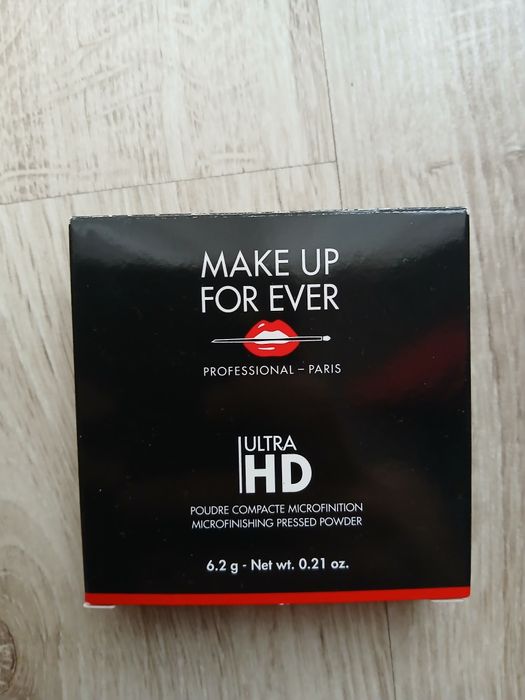 MAKE UP
FOR EVER
PROFESSIONAL – PARIS
ULTRA
HD
POUDRE COMPACTE MICROFINITION
MICROFINISHING PRESSED POWDER
6.2 g - Net wt. 0.21 oz.